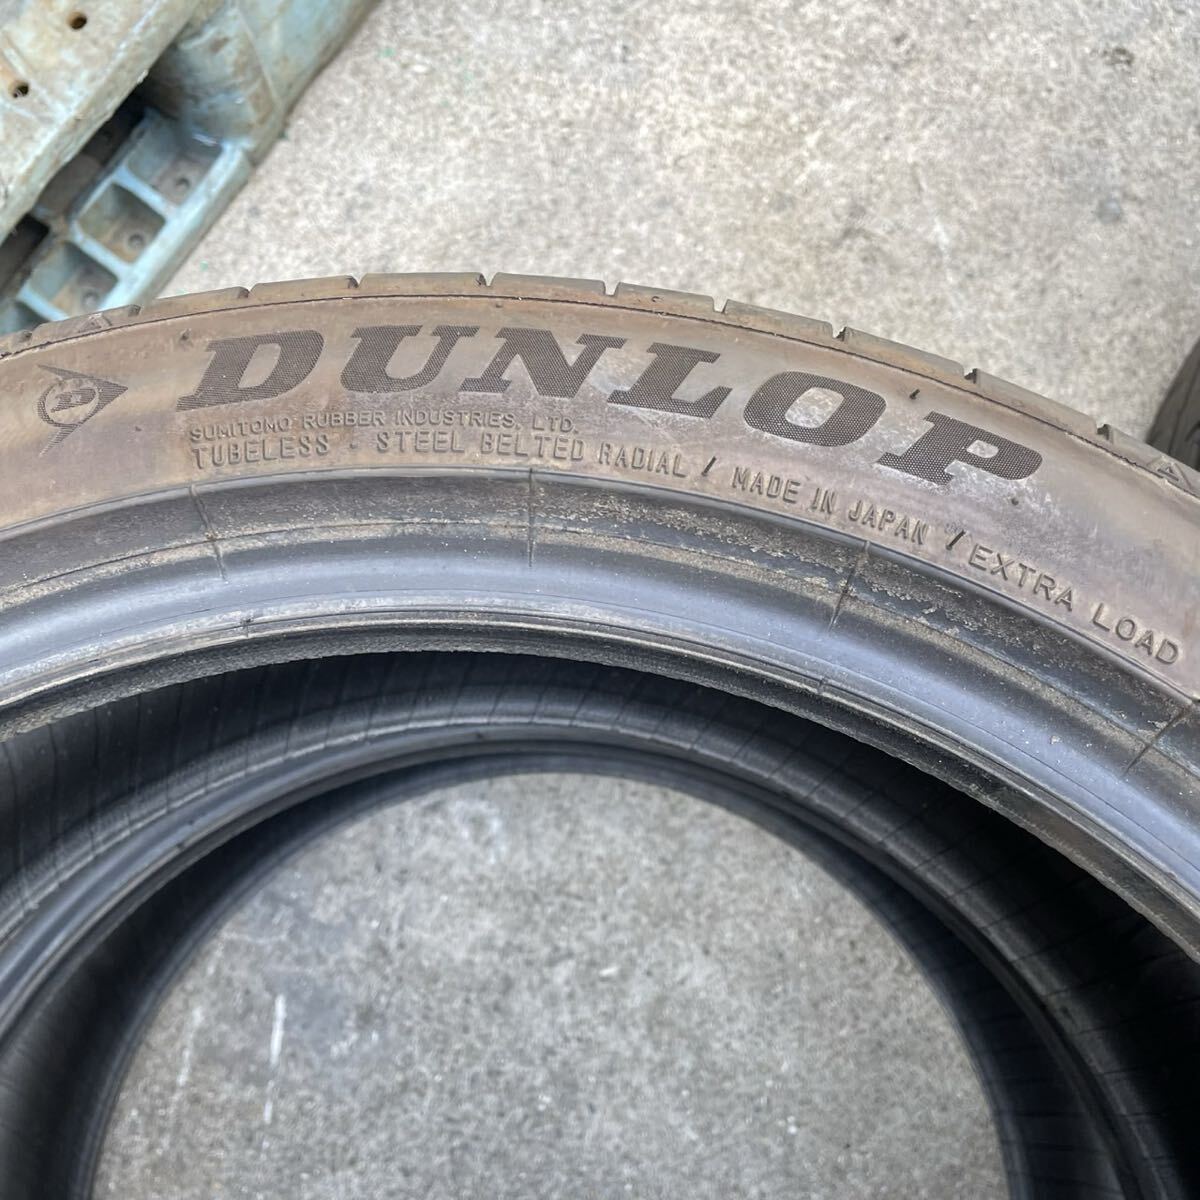 DUNLOP
SUMITOMO RUBBER INDUSTRIES, LTD.
TUBELESS · STEEL BELTED RADIAL / MADE IN JAPAN / EXTRA LOAD